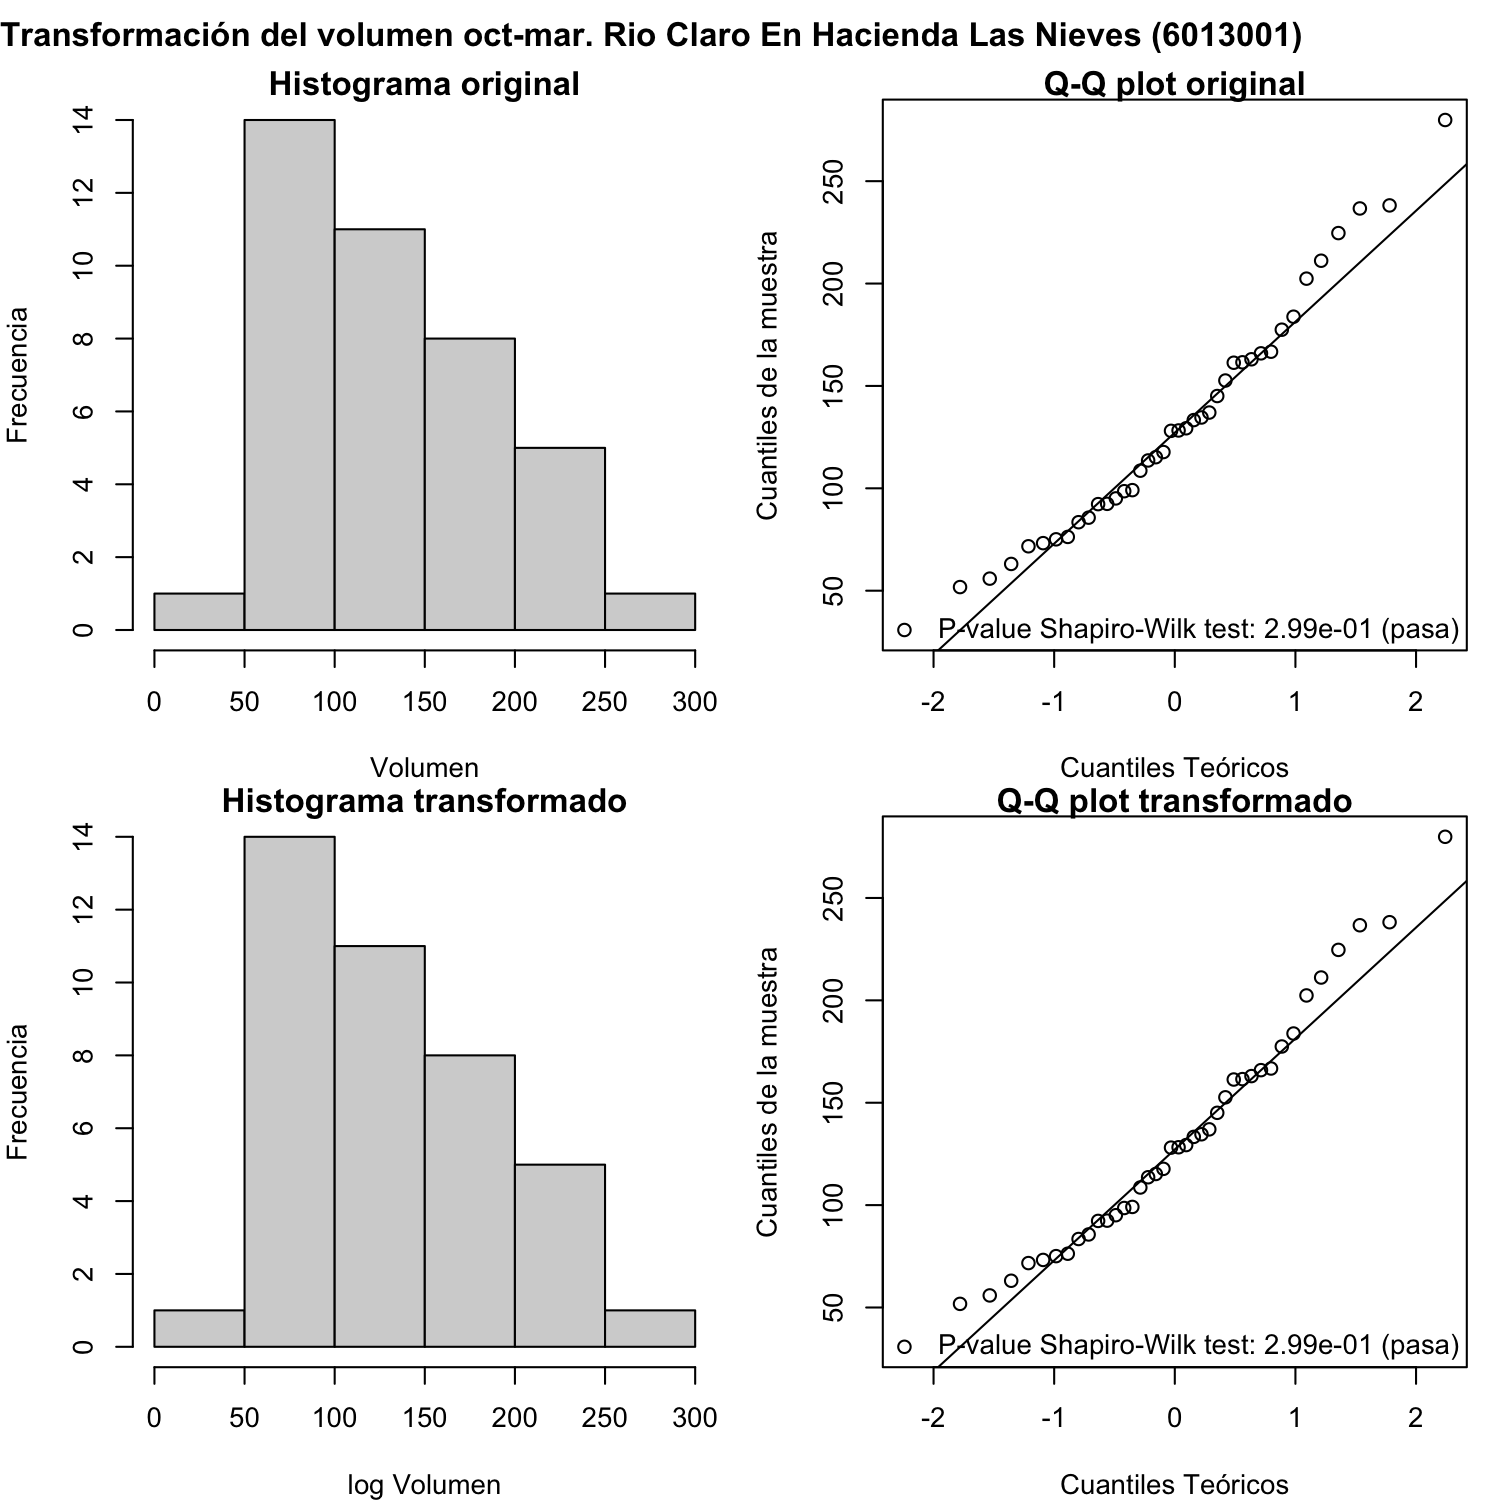 Transformación del volumen oct-mar. Rio Claro En Hacienda Las Nieves (6013001)
Histograma original
Frecuencia
14
12
10
8
6
4
2
0
0 50 100 150 200 250 300
Volumen
Q-Q plot original
Cuantiles de la muestra
250
200
150
100
50
P-value Shapiro-Wilk test: 2.99e-01 (pasa)
-2 -1 0 1 2
Cuantiles Teóricos
Histograma transformado
Frecuencia
14
12
10
8
6
4
2
0
0 50 100 150 200 250 300
log Volumen
Q-Q plot transformado
Cuantiles de la muestra
250
200
150
100
50
P-value Shapiro-Wilk test: 2.99e-01 (pasa)
-2 -1 0 1 2
Cuantiles Teóricos